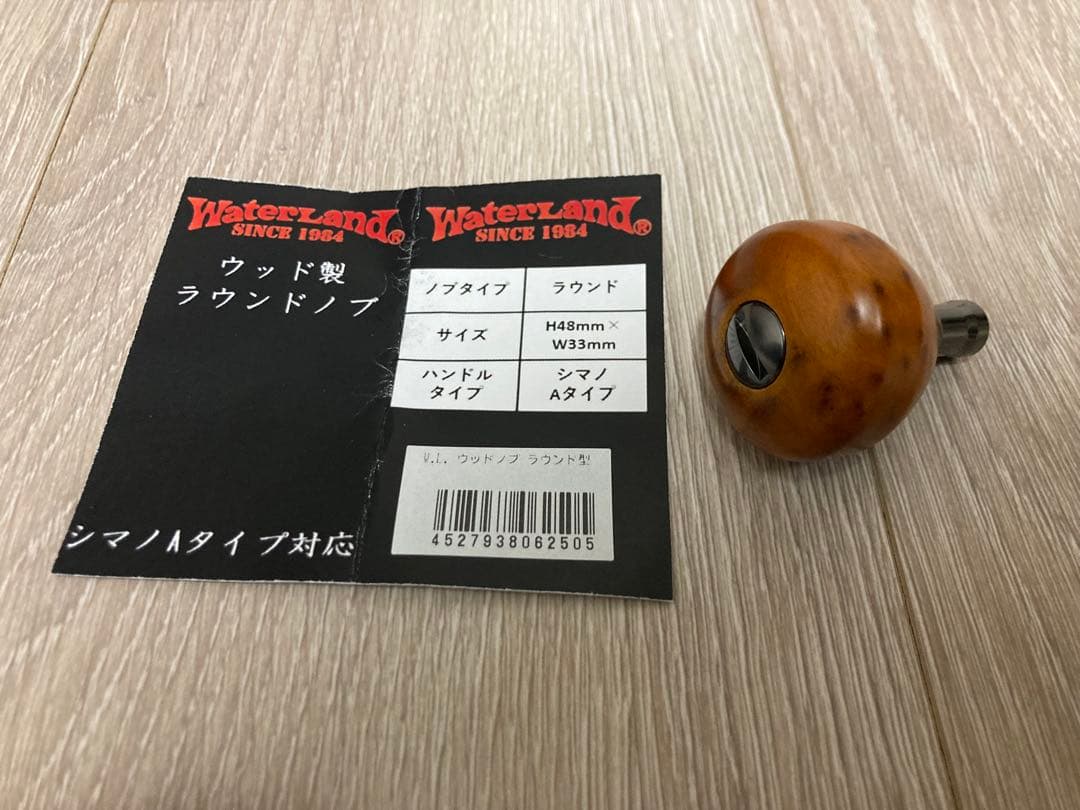 WaterLand®
SINCE 1984
ウッド製
ラウンドノブ
シマノAタイプ対応
WaterLand®
SINCE 1984
ノブタイプ ラウンド
サイズ H48mm×
W33mm
ハンドル
タイプ シマノ
Aタイプ
W.L. ウッドノブ ラウンド型
4527938062505